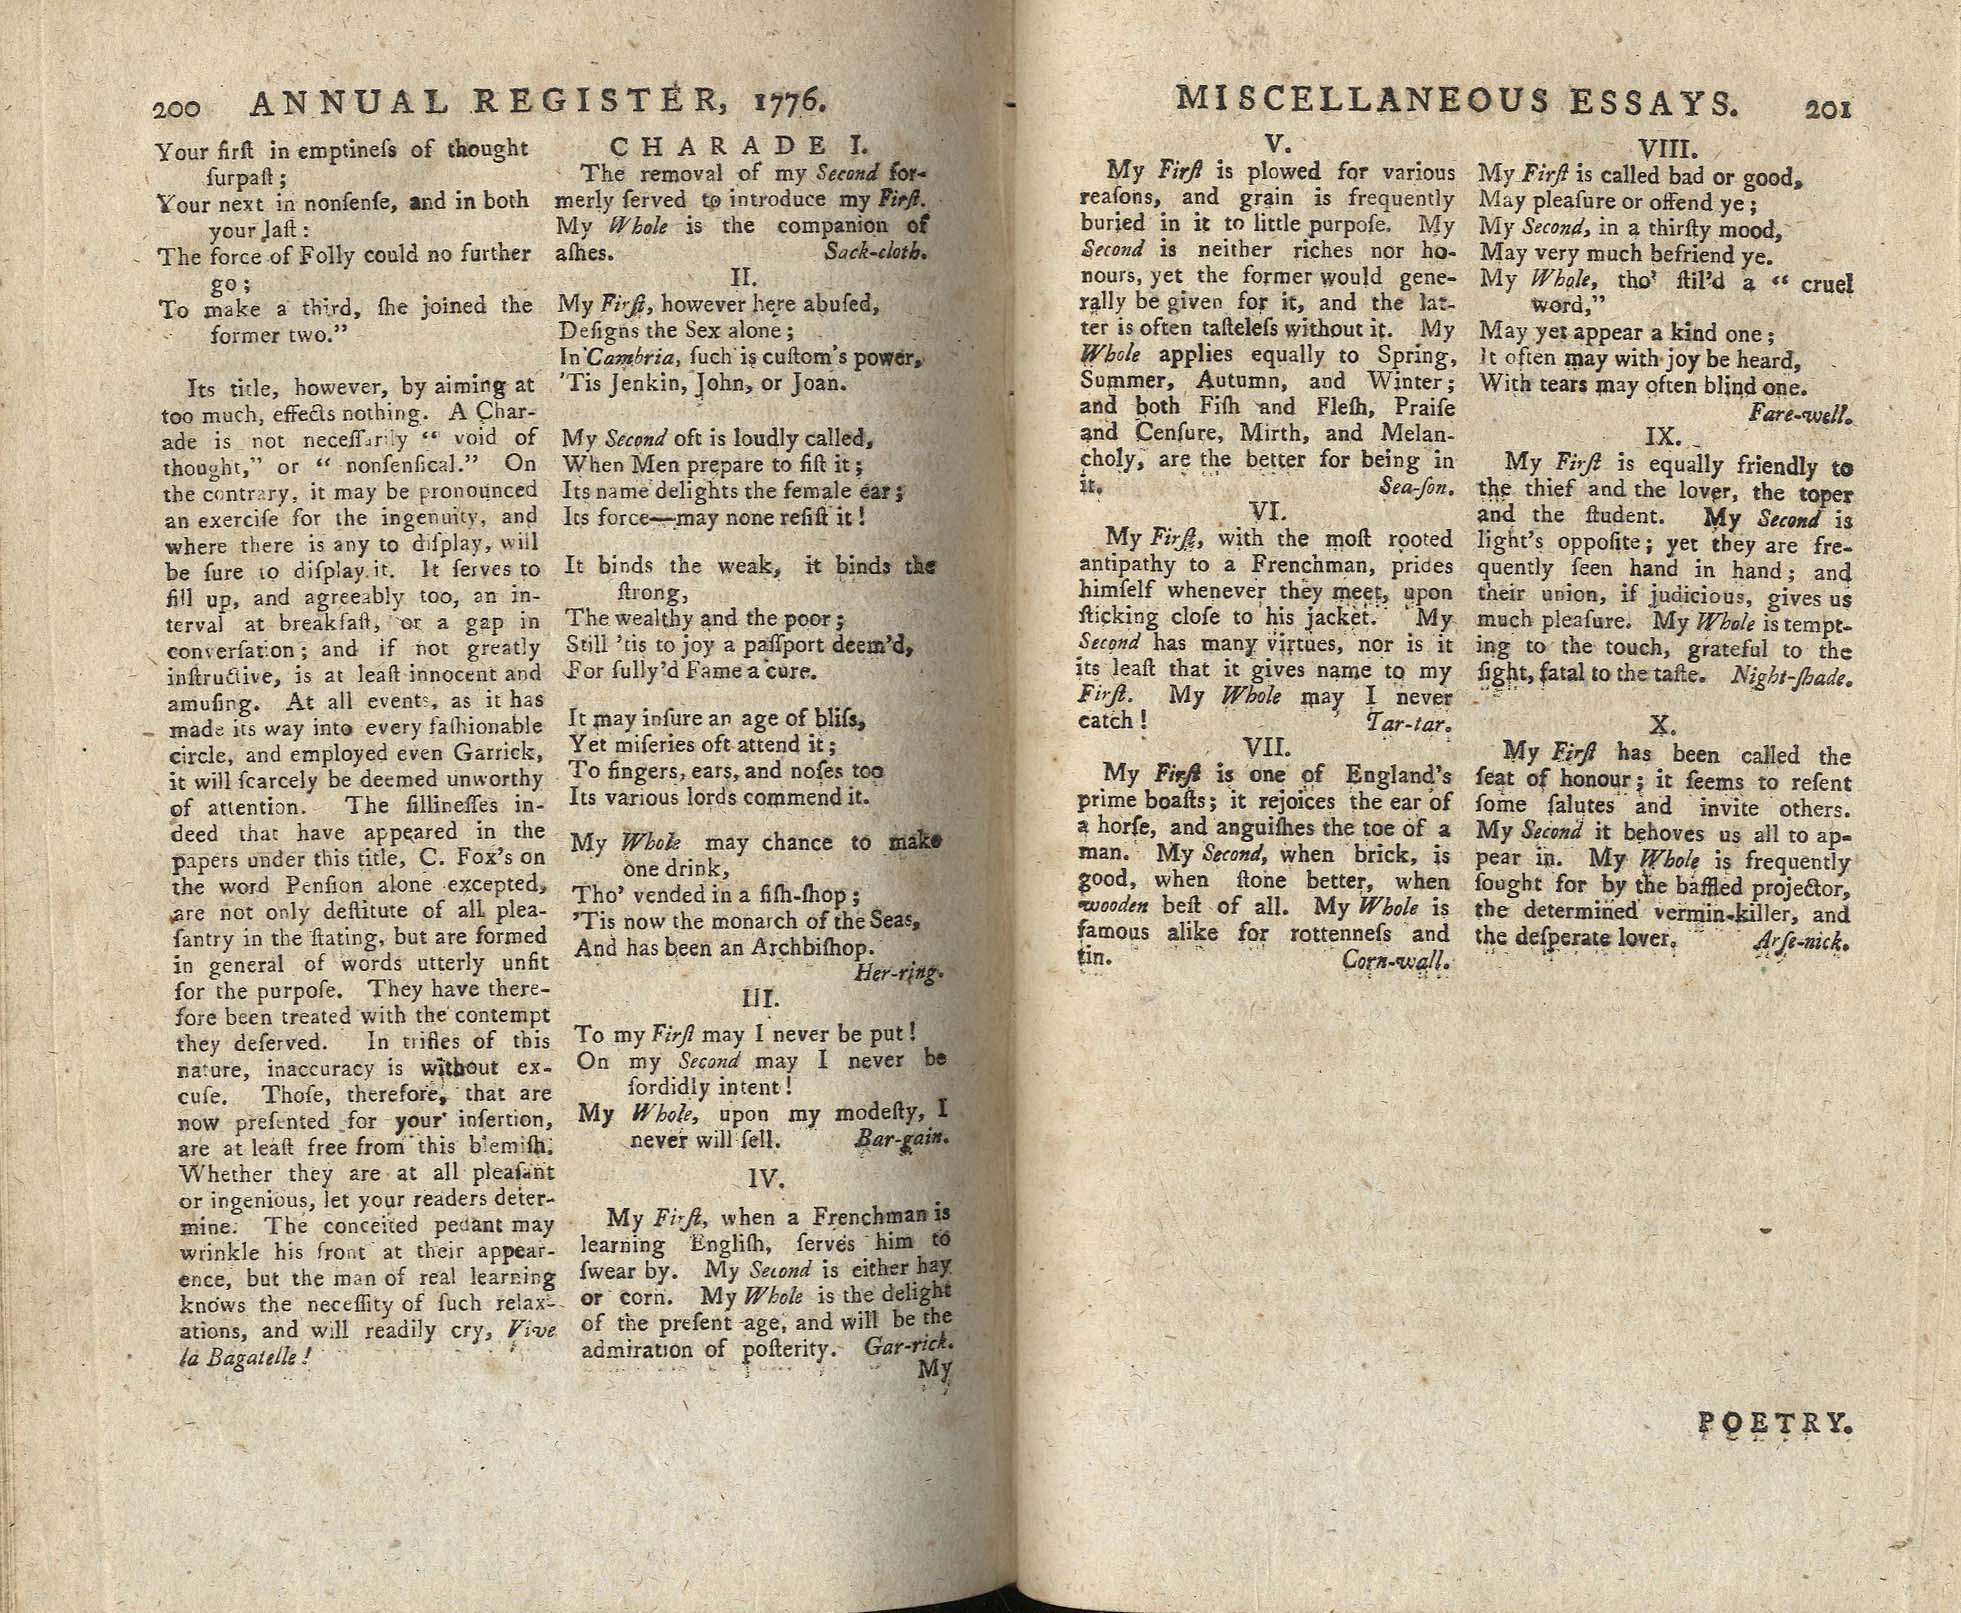 200 ANNUAL REGISTER, 1776.
Your firſt in emptineſs of thought
ſurpaſt;
Your next in nonſenſe, and in both
your laſt:
The force of Folly could no further
go;
To make a third, ſhe joined the
former two.”
Its title, however, by aiming at
too much, effects nothing. A Char-
ade is not neceſſarily “ void of
thought,” or “ nonſenſical.” On
the contrary, it may be pronounced
an exerciſe for the ingenuity, and
where there is any to diſplay, will
be ſure to diſplay it. It ſerves to
fill up, and agreeably too, an in-
terval at breakfaſt, or a gap in
converſation; and if not greatly
inſtructive, is at leaſt innocent and
amuſing. At all events, as it has
made its way into every faſhionable
circle, and employed even Garrick,
it will ſcarcely be deemed unworthy
of attention. The ſillineſſes in-
deed that have appeared in the
papers under this title, C. Fox's on
the word Penſion alone excepted,
are not only deſtitute of all plea-
ſantry in the ſtating, but are formed
in general of words utterly unfit
for the purpoſe. They have there-
fore been treated with the contempt
they deſerved. In trifles of this
nature, inaccuracy is without ex-
cuſe. Thoſe, therefore, that are
now preſented for your inſertion,
are at leaſt free from this blemiſh.
Whether they are at all pleaſant
or ingenious, let your readers deter-
mine. The conceited pedant may
wrinkle his front at their appear-
ence, but the man of real learning
knows the neceſſity of ſuch relax-
ations, and will readily cry, Vive
la Bagatelle!
CHARADE I.
The removal of my Second for-
merly ſerved to introduce my Firſt.
My Whole is the companion of
aſhes. Sack-cloth.
II.
My Firſt, however here abuſed,
Deſigns the Sex alone;
In Cambria, ſuch is cuſtom's power,
'Tis Jenkin, John, or Joan.
My Second oft is loudly called,
When Men prepare to fiſt it;
Its name delights the female ear;
Its force—may none reſiſt it!
It binds the weak, it binds the
ſtrong,
The wealthy and the poor;
Still 'tis to joy a paſſport deem'd,
For ſully'd Fame a cure.
It may inſure an age of bliſs,
Yet miſeries oft attend it;
To fingers, ears, and noſes too
Its various lords commend it.
My Whole may chance to make
one drink,
Tho' vended in a fiſh-ſhop;
'Tis now the monarch of the Seas,
And has been an Archbiſhop.
Her-ring.
III.
To my Firſt may I never be put!
On my Second may I never be
ſordidly intent!
My Whole, upon my modeſty, I
never will ſell. Bar-gain.
IV.
My Firſt, when a Frenchman is
learning Engliſh, ſerves him to
ſwear by. My Second is either hay
or corn. My Whole is the delight
of the preſent age, and will be the
admiration of poſterity. Gar-rick.
My
MISCELLANEOUS ESSAYS. 201
V.
My Firſt is plowed for various
reaſons, and grain is frequently
buried in it to little purpoſe. My
Second is neither riches nor ho-
nours, yet the former would gene-
rally be given for it, and the lat-
ter is often taſteleſs without it. My
Whole applies equally to Spring,
Summer, Autumn, and Winter;
and both Fiſh and Fleſh, Praiſe
and Cenſure, Mirth, and Melan-
choly, are the better for being in
it. Sea-ſon.
VI.
My Firſt, with the moſt rooted
antipathy to a Frenchman, prides
himſelf whenever they meet, upon
ſticking cloſe to his jacket. My
Second has many virtues, nor is it
its leaſt that it gives name to my
Firſt. My Whole may I never
catch! Tar-tar.
VII.
My Firſt is one of England's
prime boaſts; it rejoices the ear of
a horſe, and anguiſhes the toe of a
man. My Second, when brick, is
good, when ſtone better, when
wooden beſt of all. My Whole is
famous alike for rottenneſs and
tin. Corn-wall.
VIII.
My Firſt is called bad or good,
May pleaſure or offend ye;
My Second, in a thirſty mood,
May very much befriend ye.
My Whole, tho' ſtil'd a “ cruel
word,”
May yet appear a kind one;
It often may with joy be heard,
With tears may often blind one.
Fare-well.
IX.
My Firſt is equally friendly to
the thief and the lover, the toper
and the ſtudent. My Second is
light's oppoſite; yet they are fre-
quently ſeen hand in hand; and
their union, if judicious, gives us
much pleaſure. My Whole is tempt-
ing to the touch, grateful to the
ſight, fatal to the taſte. Night-ſhade.
X.
My Firſt has been called the
ſeat of honour; it ſeems to reſent
ſome ſalutes and invite others.
My Second it behoves us all to ap-
pear in. My Whole is frequently
ſought for by the baffled projector,
the determined vermin-killer, and
the deſperate lover. Arſe-nick.
POETRY.